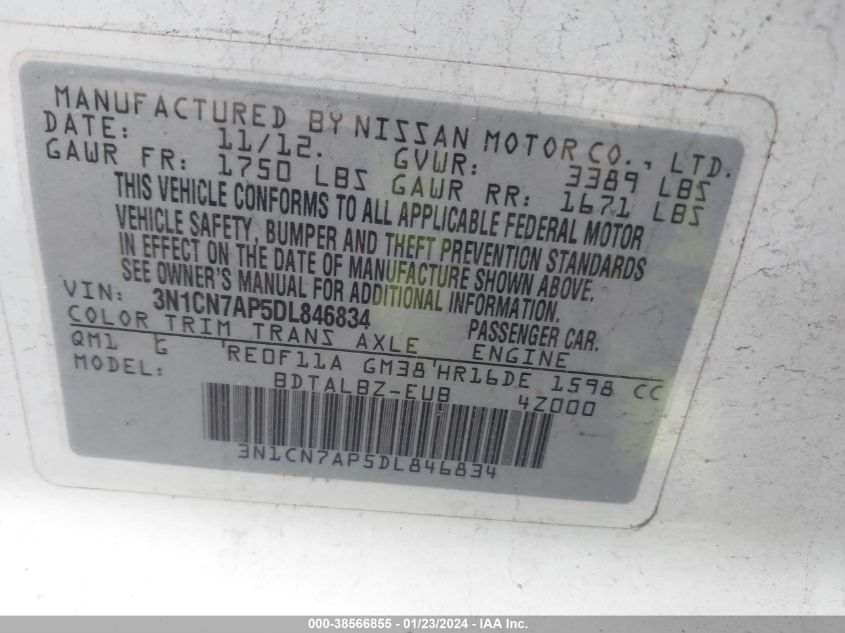 MANUFACTURED BY NISSAN MOTOR CO., LTD.
DATE: 11/12. GVWR: 3389 LBS
GAWR FR: 1750 LBS GAWR RR: 1671 LBS
THIS VEHICLE CONFORMS TO ALL APPLICABLE FEDERAL MOTOR
VEHICLE SAFETY, BUMPER AND THEFT PREVENTION STANDARDS
IN EFFECT ON THE DATE OF MANUFACTURE SHOWN ABOVE.
SEE OWNER'S MANUAL FOR ADDITIONAL INFORMATION.
VIN: 3N1CN7AP5DL846834 PASSENGER CAR.
COLOR TRIM TRANS AXLE ENGINE
QM1 G RE0F11A GM38 HR16DE 1598 CC
MODEL: BDTALBZ-EUB 4Z000
3N1CN7AP5DL846834
000-38566855 - 01/23/2024 - IAA Inc.